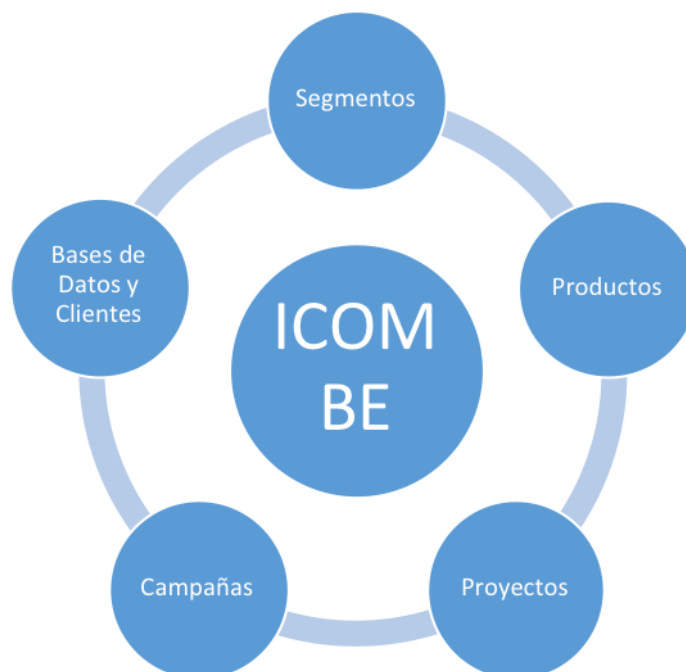 Segmentos
Productos
Proyectos
Campañas
Bases de
Datos y
Clientes
ICOM
BE